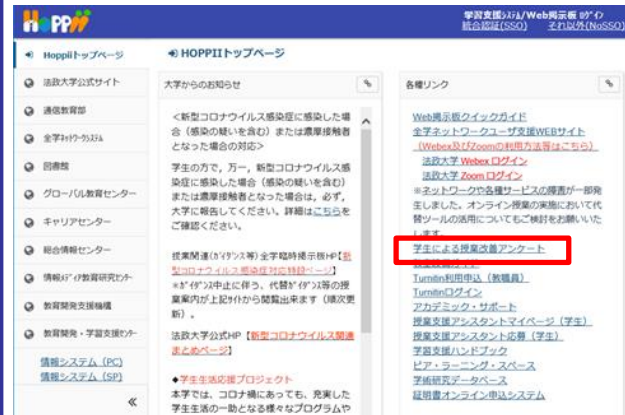 HoppII
学習支援ｼｽﾃﾑ/Web掲示板 ﾛｸﾞｲﾝ
統合認証(SSO) それ以外(NoSSO)
Hoppiiトップページ
HOPPIIトップページ
法政大学公式サイト
通信教育部
全学ﾈｯﾄﾜｰｸｼｽﾃﾑ
図書館
グローバル教育センター
キャリアセンター
総合情報センター
情報ﾒﾃﾞｨｱ教育研究ｾﾝﾀｰ
教育開発支援機構
教育開発・学習支援ｾﾝﾀｰ
情報システム（PC）
情報システム（SP）
«
大学からのお知らせ
＜新型コロナウイルス感染症に感染した場
合（感染の疑いを含む）または濃厚接触者
となった場合の対応＞
学生の方で，万一，新型コロナウイルス感
染症に感染した場合（感染の疑いを含む）
または濃厚接触者となった場合は，必ず，
大学に報告してください。詳細はこちらを
ご確認ください。
授業関連(ｶﾞｲﾀﾞﾝｽ等)全学臨時掲示板HP【新
型コロナウイルス感染症対応特設ページ】
＊ｶﾞｲﾀﾞﾝｽ中止に伴う、代替ｶﾞｲﾀﾞﾝｽ等の授
業案内が上記ｻｲﾄから閲覧出来ます（順次更
新）。
法政大学公式HP【新型コロナウイルス関連
まとめページ】
◆学生生活応援プロジェクト
本学では、コロナ禍にあっても、充実した
学生生活の一助となる様々なプログラムや
各種リンク
Web掲示板クイックガイド
全学ネットワークユーザ支援WEBサイト
（Webex及びZoomの利用方法等はこちら）
法政大学 Webex ログイン
法政大学 Zoom ログイン
※ネットワークや各種サービスの障害が一部発
生しました。オンライン授業の実施において代
替ツールの活用についてもご検討をお願いいた
します。
学生による授業改善アンケート
Turnitin利用申込（教職員）
Turnitinログイン
アカデミック・サポート
授業支援アシスタントマイページ（学生）
授業支援アシスタント応募（学生）
学習支援ハンドブック
ピア・ラーニング・スペース
学術研究データベース
証明書オンライン申込システム